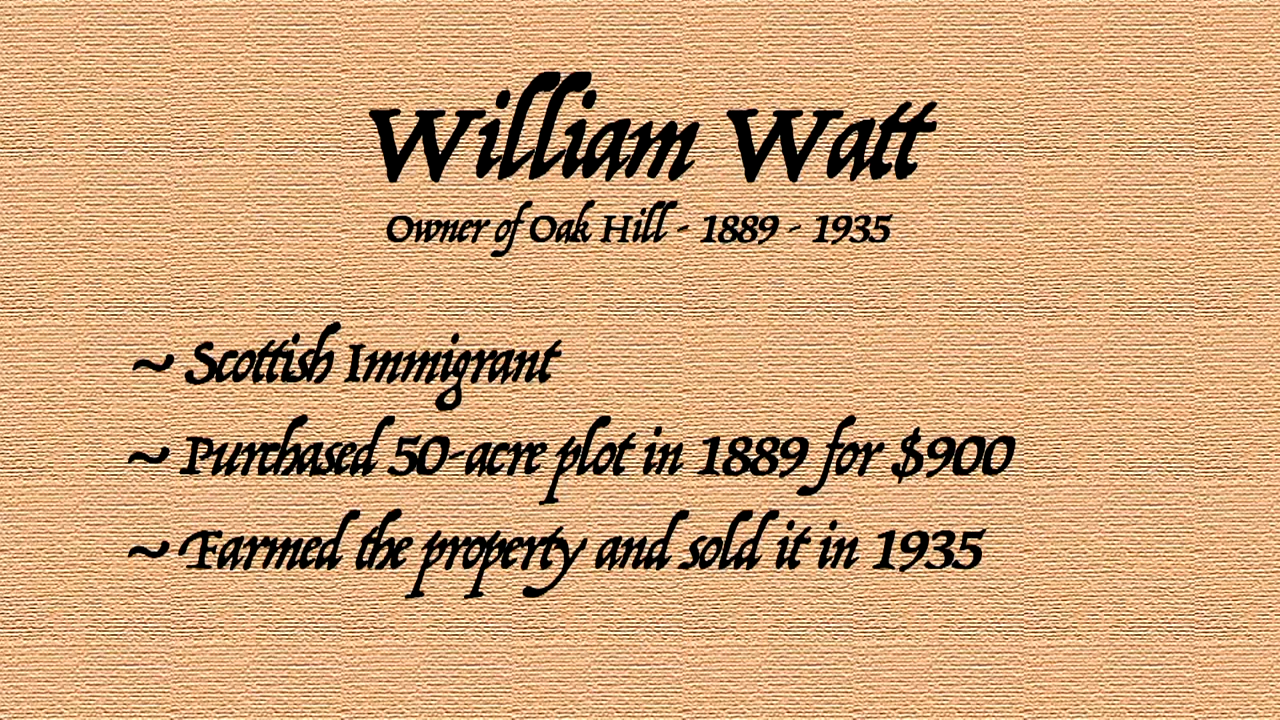 William Watt
Owner of Oak Hill - 1889 - 1935
~ Scottish Immigrant
~ Purchased 50-acre plot in 1889 for $900
~ Farmed the property and sold it in 1935